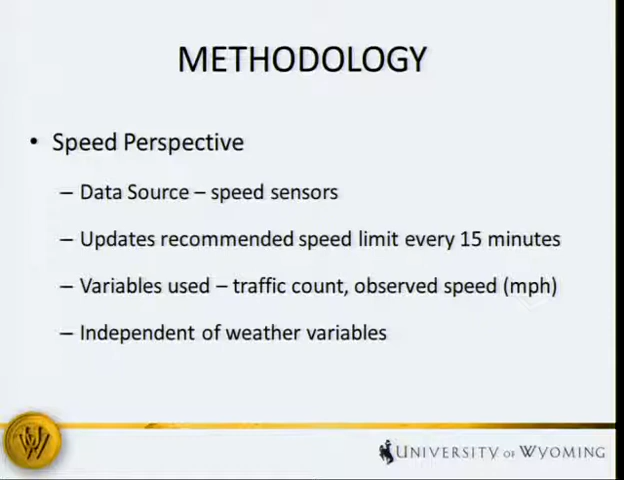 METHODOLOGY
• Speed Perspective
– Data Source – speed sensors
– Updates recommended speed limit every 15 minutes
– Variables used – traffic count, observed speed (mph)
– Independent of weather variables
UNIVERSITY OF WYOMING